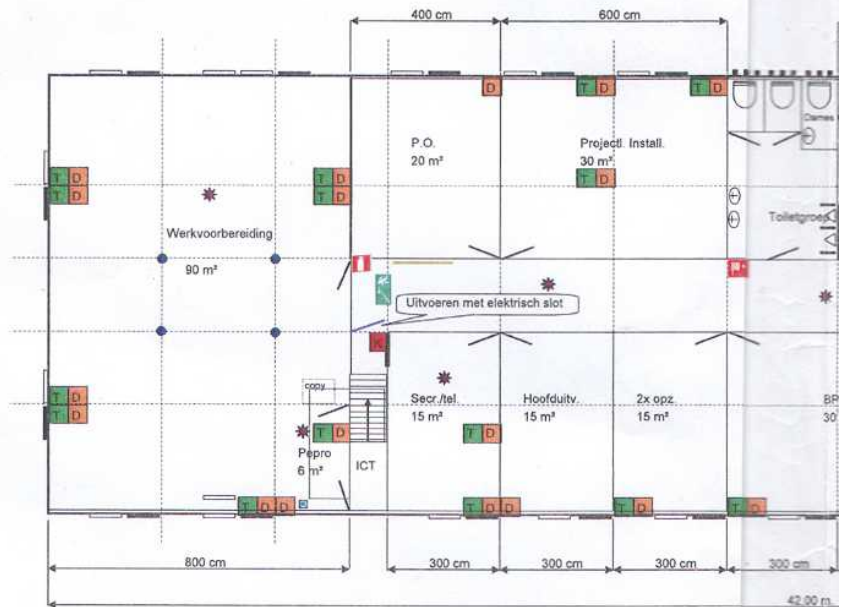 400 cm
600 cm
D
T D
T D
P.O.
20 m²
Projectl. Install.
30 m²
Dames
T D
T D
T D
T D
T D
Toiletgroep
Werkvoorbereiding
90 m²
Uitvoeren met elektrisch slot
K
copy
Secr./tel.
15 m²
Hoofduitv.
15 m²
2x opz.
15 m²
BP
30
T D
T D
T D
T D
Pepro
6 m²
ICT
T D D
T D D
T D
T D
800 cm
300 cm
300 cm
300 cm
300 cm
42.00 m.